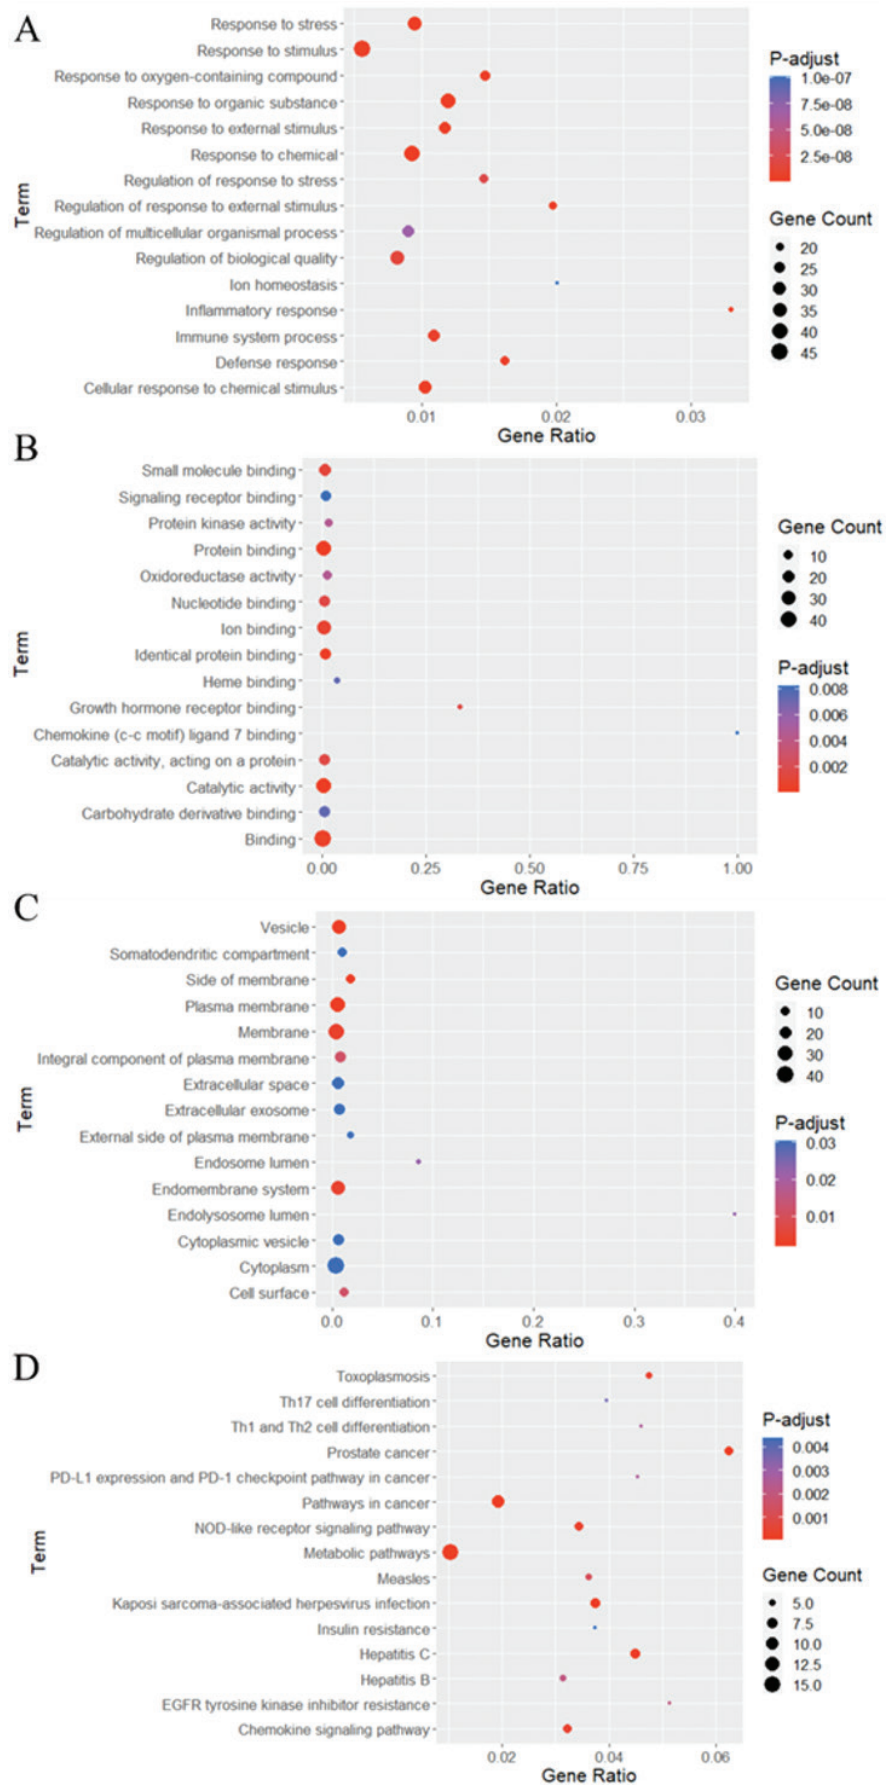 A
Response to stress
Response to stimulus
Response to oxygen-containing compound
Response to organic substance
Response to external stimulus
Response to chemical
Regulation of response to stress
Regulation of response to external stimulus
Regulation of multicellular organismal process
Regulation of biological quality
Ion homeostasis
Inflammatory response
Immune system process
Defense response
Cellular response to chemical stimulus
Term
0.01 0.02 0.03
Gene Ratio
P-adjust
1.0e-07
7.5e-08
5.0e-08
2.5e-08
Gene Count
20
25
30
35
40
45
B
Small molecule binding
Signaling receptor binding
Protein kinase activity
Protein binding
Oxidoreductase activity
Nucleotide binding
Ion binding
Identical protein binding
Heme binding
Growth hormone receptor binding
Chemokine (c-c motif) ligand 7 binding
Catalytic activity, acting on a protein
Catalytic activity
Carbohydrate derivative binding
Binding
Term
0.00 0.25 0.50 0.75 1.00
Gene Ratio
Gene Count
10
20
30
40
P-adjust
0.008
0.006
0.004
0.002
C
Vesicle
Somatodendritic compartment
Side of membrane
Plasma membrane
Membrane
Integral component of plasma membrane
Extracellular space
Extracellular exosome
External side of plasma membrane
Endosome lumen
Endomembrane system
Endolysosome lumen
Cytoplasmic vesicle
Cytoplasm
Cell surface
Term
0.0 0.1 0.2 0.3 0.4
Gene Ratio
Gene Count
10
20
30
40
P-adjust
0.03
0.02
0.01
D
Toxoplasmosis
Th17 cell differentiation
Th1 and Th2 cell differentiation
Prostate cancer
PD-L1 expression and PD-1 checkpoint pathway in cancer
Pathways in cancer
NOD-like receptor signaling pathway
Metabolic pathways
Measles
Kaposi sarcoma-associated herpesvirus infection
Insulin resistance
Hepatitis C
Hepatitis B
EGFR tyrosine kinase inhibitor resistance
Chemokine signaling pathway
Term
0.02 0.04 0.06
Gene Ratio
P-adjust
0.004
0.003
0.002
0.001
Gene Count
5.0
7.5
10.0
12.5
15.0